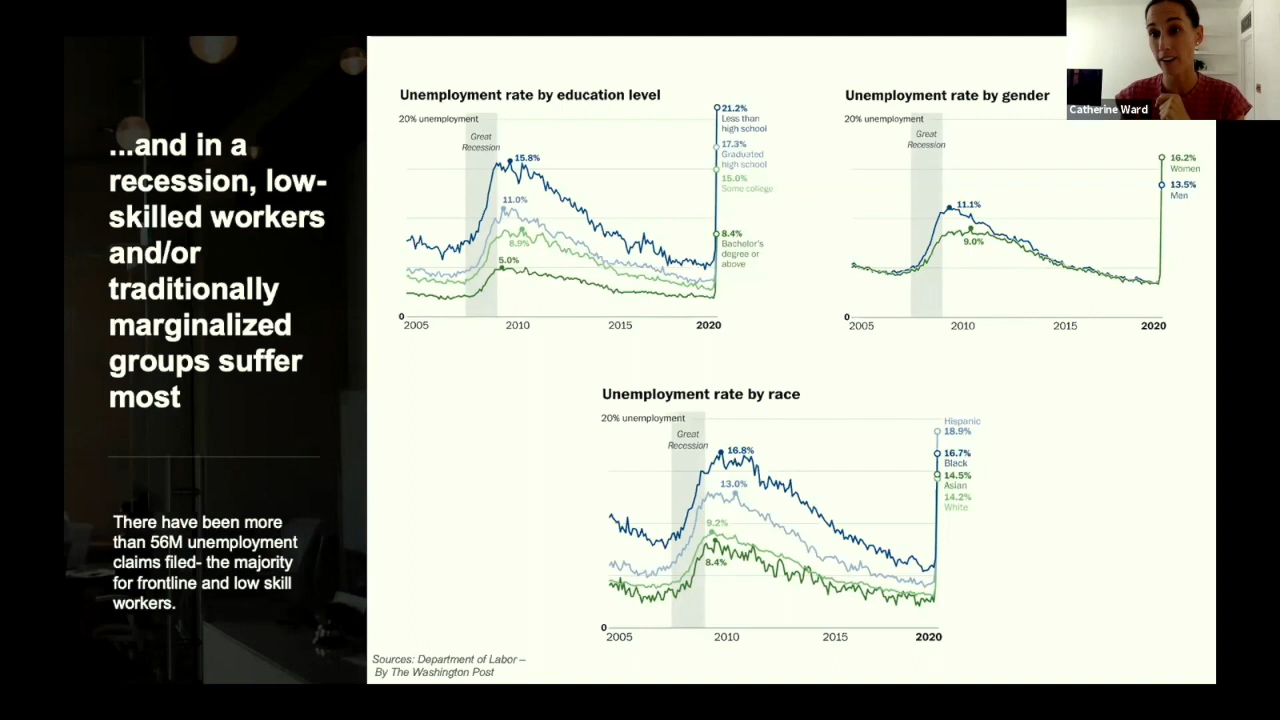 ...and in a
recession, low-
skilled workers
and/or
traditionally
marginalized
groups suffer
most
There have been more
than 56M unemployment
claims filed- the majority
for frontline and low skill
workers.
Unemployment rate by education level
20% unemployment
Great
Recession
15.8%
11.0%
8.9%
5.0%
21.2%
Less than
high school
17.3%
Graduated
high school
15.0%
Some college
8.4%
Bachelor's
degree or
above
0
2005 2010 2015 2020
Unemployment rate by gender
20% unemployment
Great
Recession
11.1%
9.0%
16.2%
Women
13.5%
Men
0
2005 2010 2015 2020
Catherine Ward
Unemployment rate by race
20% unemployment
Great
Recession
16.8%
13.0%
9.2%
8.4%
Hispanic
18.9%
16.7%
Black
14.5%
Asian
14.2%
White
0
2005 2010 2015 2020
Sources: Department of Labor –
By The Washington Post